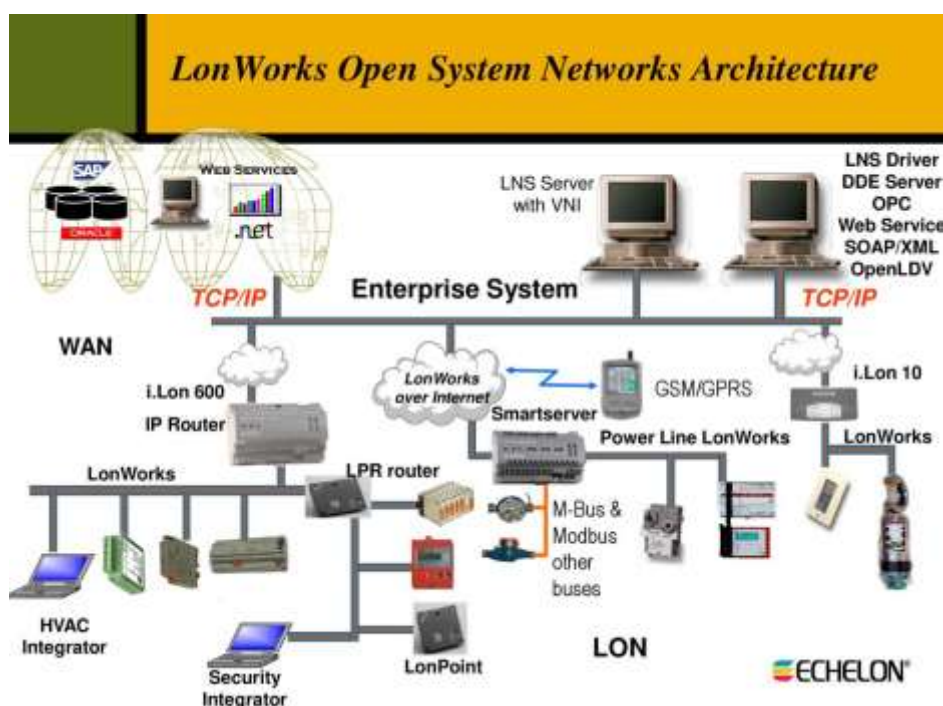 LonWorks Open System Networks Architecture
SAP
ORACLE
WEB SERVICES
.net
LNS Server
with VNI
LNS Driver
DDE Server
OPC
Web Service
SOAP/XML
OpenLDV
TCP/IP
Enterprise System
TCP/IP
WAN
i.Lon 600
IP Router
LonWorks
over Internet
GSM/GPRS
i.Lon 10
Smartserver
Power Line LonWorks
LonWorks
LonWorks
LPR router
M-Bus &
Modbus
other
buses
HVAC
Integrator
Security
Integrator
LonPoint
LON
ECHELON®